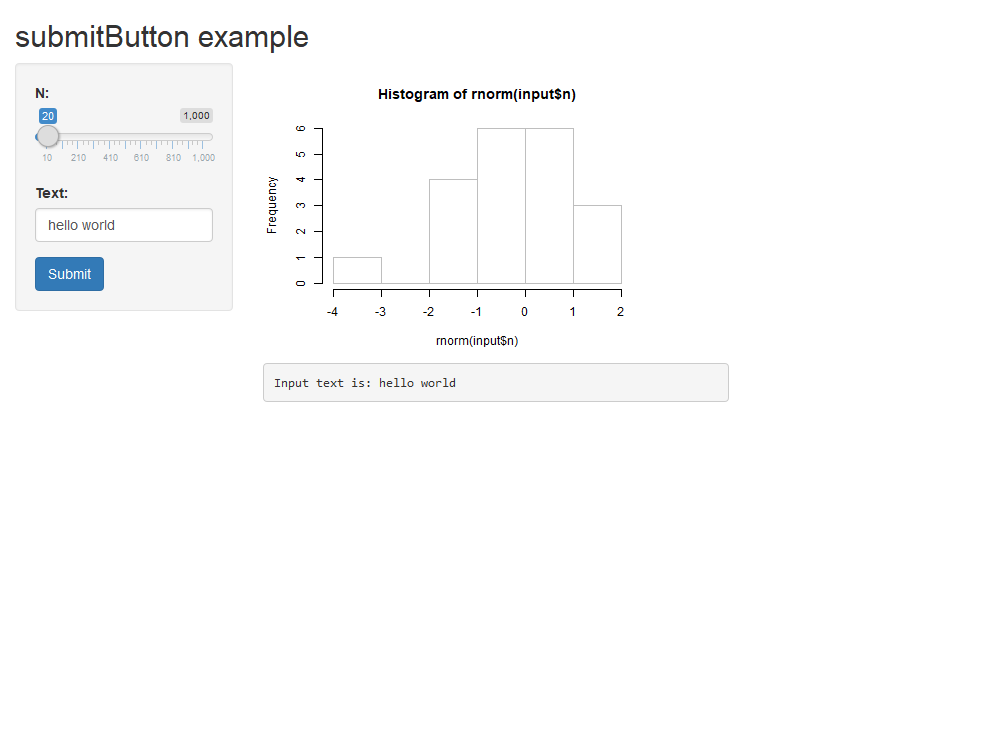 submitButton example
N:
20 1,000
10 210 410 610 810 1,000
Text:
hello world
Submit
Histogram of rnorm(input$n)
Frequency
6
5
4
3
2
1
0
-4 -3 -2 -1 0 1 2
rnorm(input$n)
Input text is: hello world